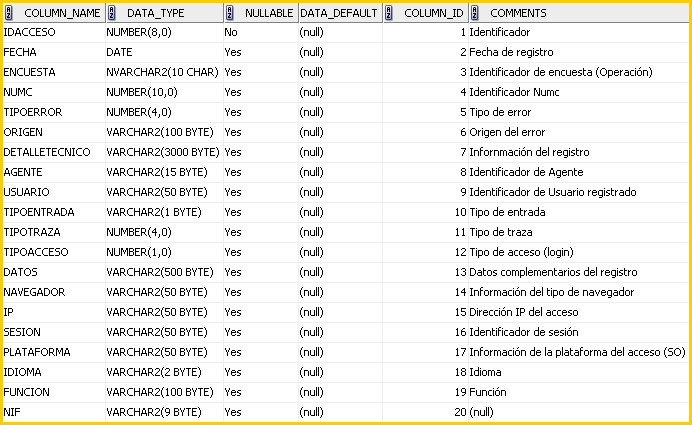 COLUMN_NAME DATA_TYPE NULLABLE DATA_DEFAULT COLUMN_ID COMMENTS
IDACCESO NUMBER(8,0) No (null) 1 Identificador
FECHA DATE Yes (null) 2 Fecha de registro
ENCUESTA NVARCHAR2(10 CHAR) Yes (null) 3 Identificador de encuesta (Operación)
NUMC NUMBER(10,0) Yes (null) 4 Identificador Numc
TIPOERROR NUMBER(4,0) Yes (null) 5 Tipo de error
ORIGEN VARCHAR2(100 BYTE) Yes (null) 6 Origen del error
DETALLETECNICO VARCHAR2(3000 BYTE) Yes (null) 7 Infornmación del registro
AGENTE VARCHAR2(15 BYTE) Yes (null) 8 Identificador de Agente
USUARIO VARCHAR2(50 BYTE) Yes (null) 9 Identificador de Usuario registrado
TIPOENTRADA VARCHAR2(1 BYTE) Yes (null) 10 Tipo de entrada
TIPOTRAZA NUMBER(4,0) Yes (null) 11 Tipo de traza
TIPOACCESO NUMBER(1,0) Yes (null) 12 Tipo de acceso (login)
DATOS VARCHAR2(500 BYTE) Yes (null) 13 Datos complementarios del registro
NAVEGADOR VARCHAR2(50 BYTE) Yes (null) 14 Información del tipo de navegador
IP VARCHAR2(50 BYTE) Yes (null) 15 Dirección IP del acceso
SESION VARCHAR2(50 BYTE) Yes (null) 16 Identificador de sesión
PLATAFORMA VARCHAR2(50 BYTE) Yes (null) 17 Información de la plataforma del acceso (SO)
IDIOMA VARCHAR2(2 BYTE) Yes (null) 18 Idioma
FUNCION VARCHAR2(100 BYTE) Yes (null) 19 Función
NIF VARCHAR2(9 BYTE) Yes (null) 20 (null)